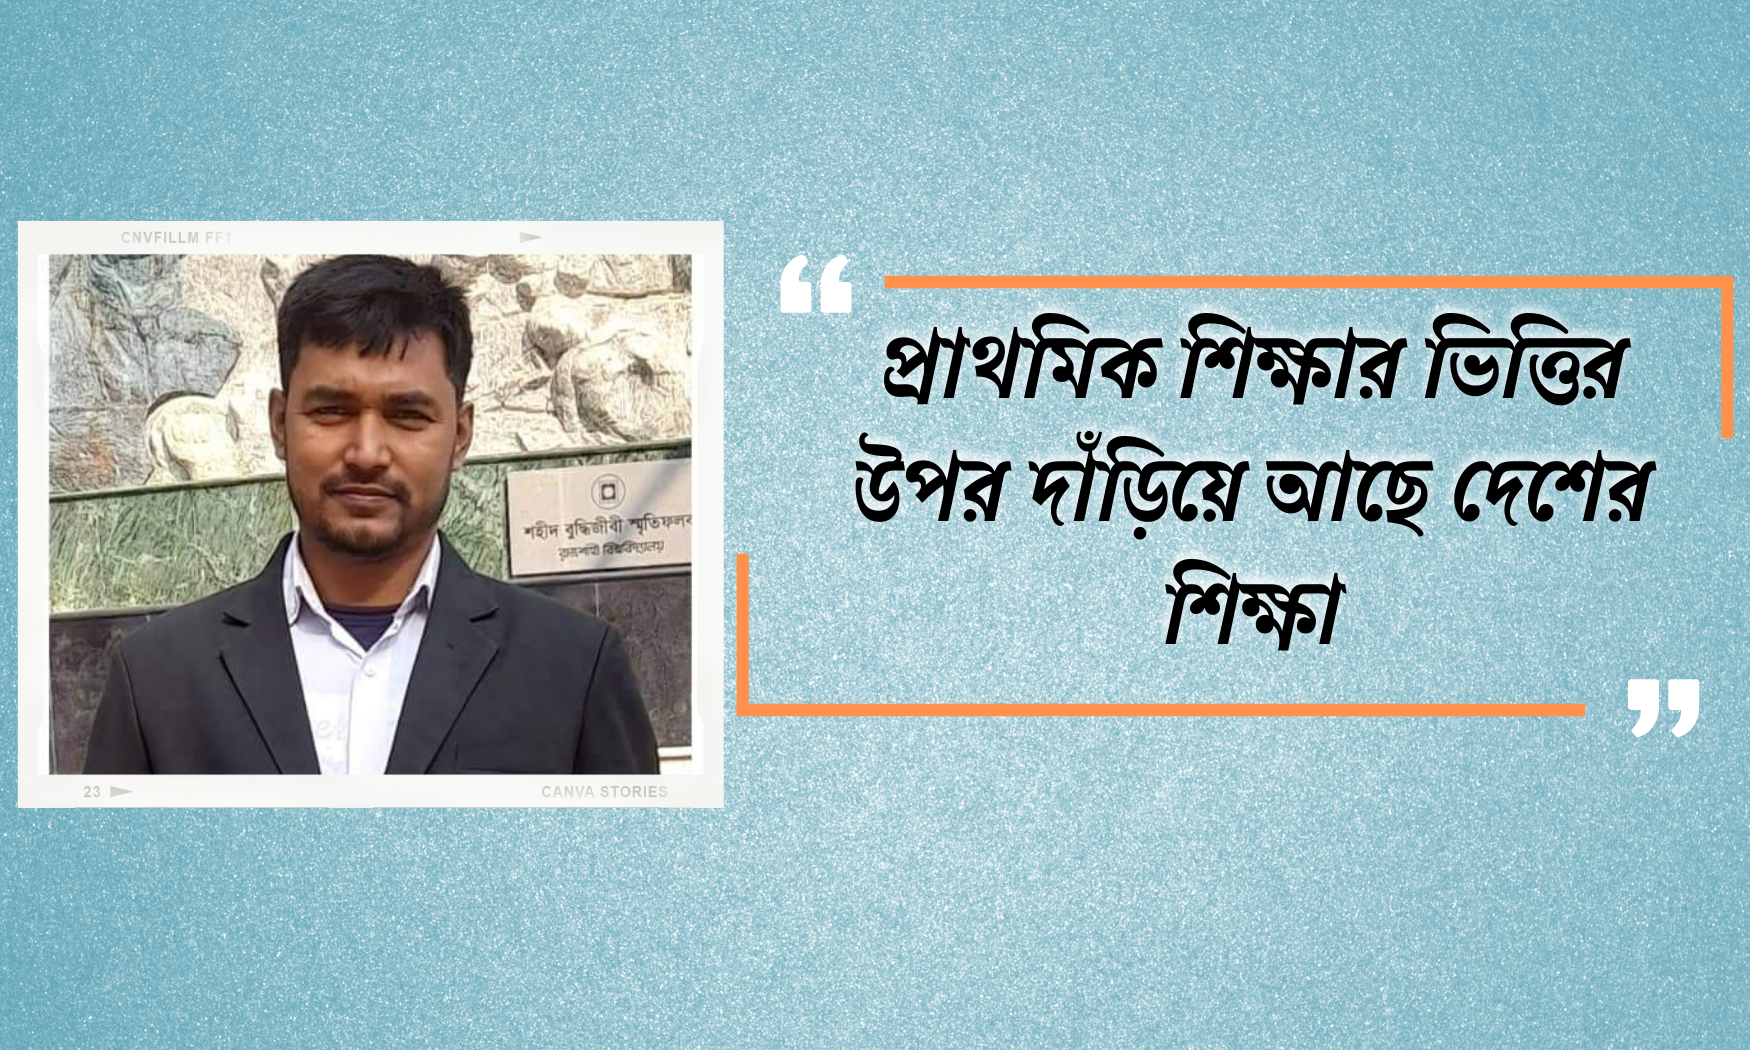 CNVFILLM FF1
শহীদ বুদ্ধিজীবী স্মৃতিফলক
রাজশাহী বিশ্ববিদ্যালয়
23
CANVA STORIES
প্রাথমিক শিক্ষার ভিত্তির
উপর দাঁড়িয়ে আছে দেশের
শিক্ষা